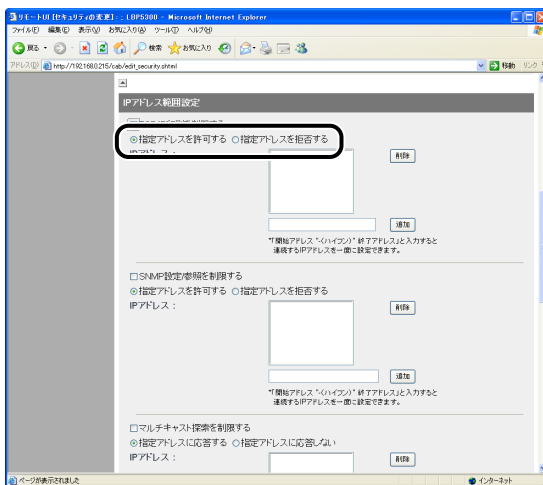 リモートUI [セキュリティの変更] : ; LBP5300 - Microsoft Internet Explorer
ファイル(F) 編集(E) 表示(V) お気に入り(A) ツール(T) ヘルプ(H)
戻る 検索 お気に入り
アドレス(D) http://192.168.0.215/cab/edit_security.shtml 移動 リンク
IPアドレス範囲設定
指定アドレスを許可する 指定アドレスを拒否する
IPアドレス :
削除
追加
*「開始アドレス "-(ハイフン)" 終了アドレス」と入力すると
連続するIPアドレスを一度に設定できます。
SNMP設定/参照を制限する
指定アドレスを許可する 指定アドレスを拒否する
IPアドレス :
削除
追加
*「開始アドレス "-(ハイフン)" 終了アドレス」と入力すると
連続するIPアドレスを一度に設定できます。
マルチキャスト探索を制限する
指定アドレスに応答する 指定アドレスに応答しない
IPアドレス :
削除
ページが表示されました
インターネット